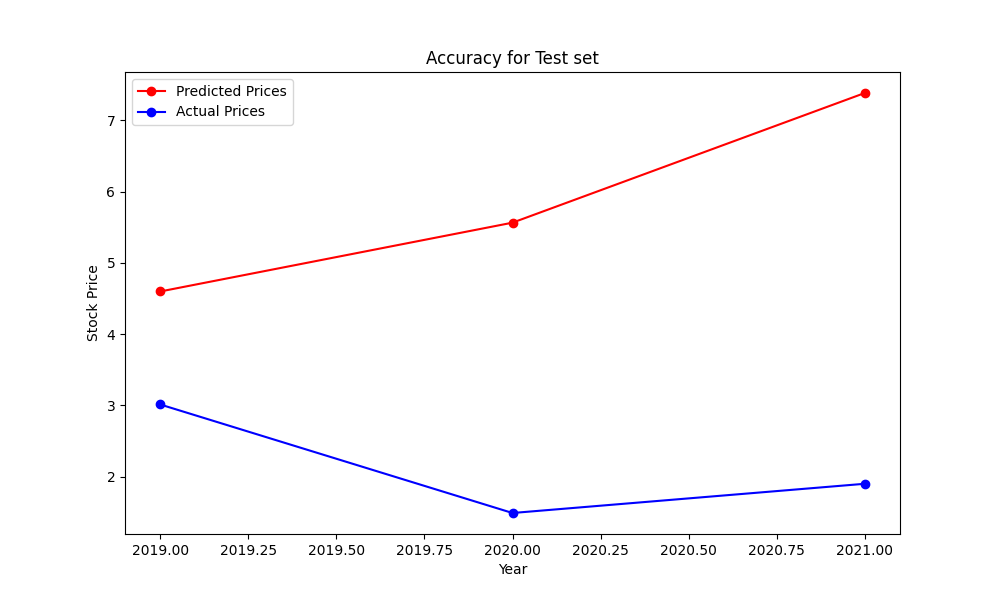 Accuracy for Test set
Predicted Prices
Actual Prices
7
6
5
4
3
2
Stock Price
2019.00 2019.25 2019.50 2019.75 2020.00 2020.25 2020.50 2020.75 2021.00
Year